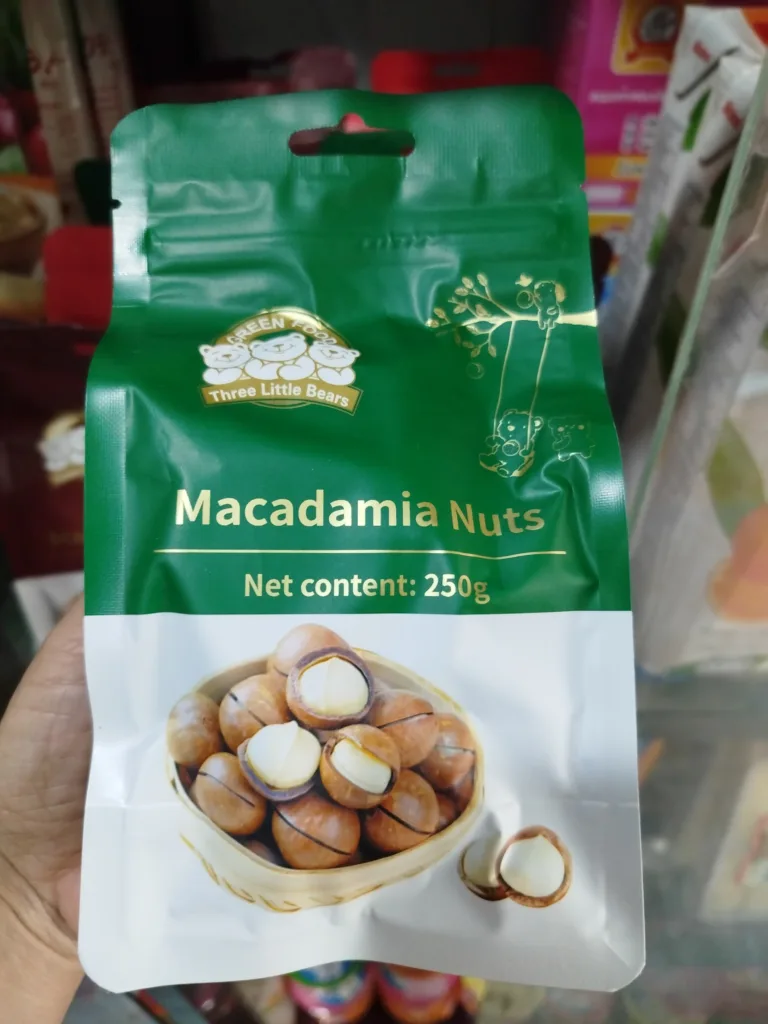 GREEN FOOD
Three Little Bears
Macadamia Nuts
Net content: 250g